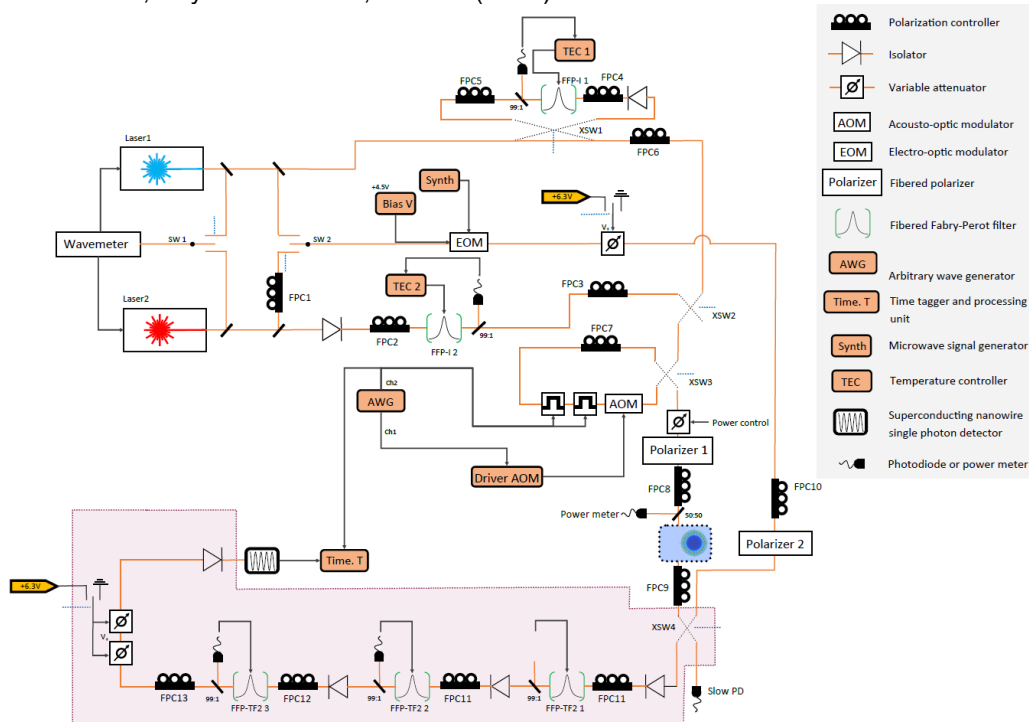 TEC 1
FPC5
FFP-I 1
FPC4
99:1
XSW1
FPC6
Laser1
Synth
+4.5V
Bias V
+6.3V
Wavemeter
SW 1
SW 2
EOM
V
FPC1
Laser2
TEC 2
FPC2
FFP-I 2
99:1
FPC3
XSW2
FPC7
XSW3
Ch2
AWG
Ch1
AOM
Power control
Driver AOM
Polarizer 1
FPC8
50:50
Power meter
FPC10
Polarizer 2
FPC9
XSW4
Time. T
+6.3V
V
FPC13
99:1
FFP-TF2 3
FPC12
99:1
FFP-TF2 2
FPC11
99:1
FFP-TF2 1
FPC11
Slow PD
Polarization controller
Isolator
Variable attenuator
AOM
Acousto-optic modulator
EOM
Electro-optic modulator
Polarizer
Fibered polarizer
Fibered Fabry-Perot filter
AWG
Arbitrary wave generator
Time. T
Time tagger and processing
unit
Synth
Microwave signal generator
TEC
Temperature controller
Superconducting nanowire
single photon detector
Photodiode or power meter